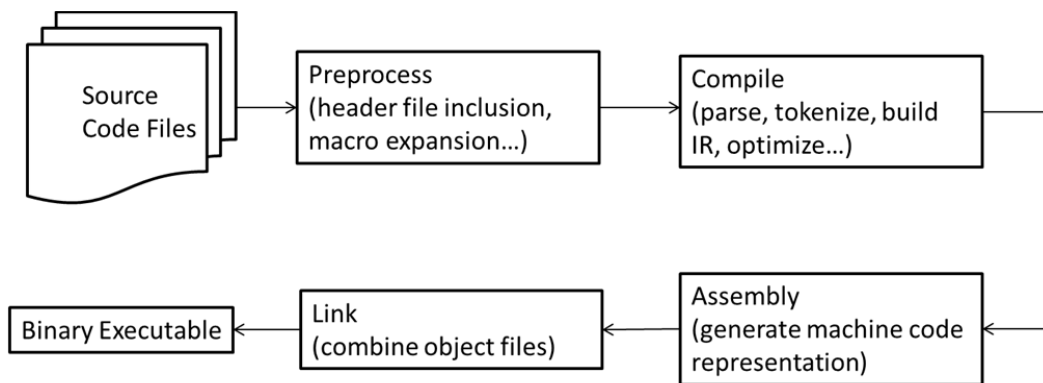 Source
Code Files
Preprocess
(header file inclusion,
macro expansion…)
Compile
(parse, tokenize, build
IR, optimize…)
Assembly
(generate machine code
representation)
Link
(combine object files)
Binary Executable